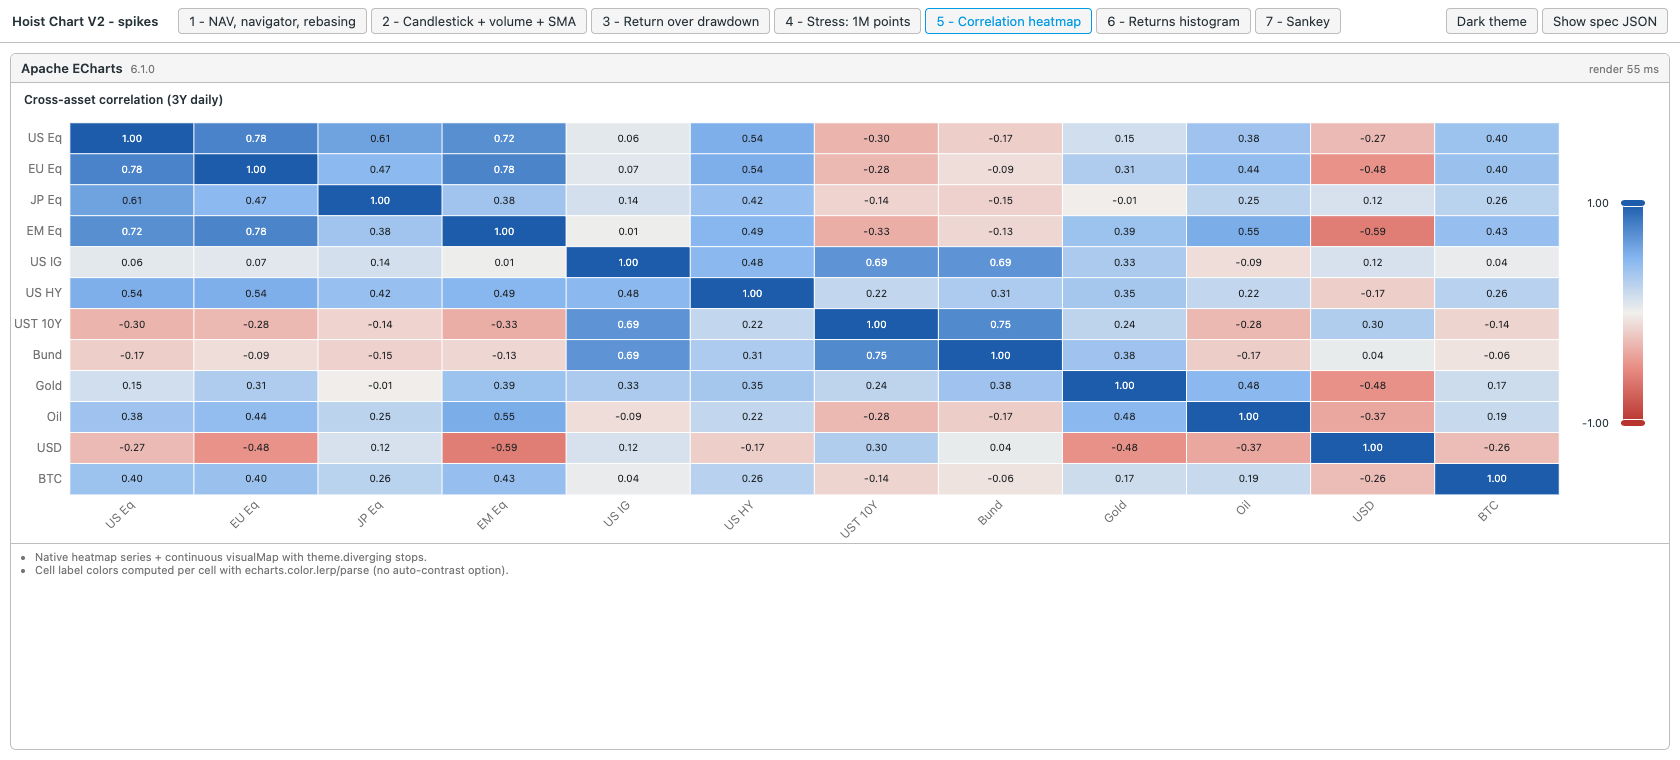 Hoist Chart V2 - spikes 1 - NAV, navigator, rebasing 2 - Candlestick + volume + SMA 3 - Return over drawdown 4 - Stress: 1M points 5 - Correlation heatmap 6 - Returns histogram 7 - Sankey Dark theme Show spec JSON
Apache ECharts 6.1.0 render 55 ms
Cross-asset correlation (3Y daily)
US Eq 1.00 0.78 0.61 0.72 0.06 0.54 -0.30 -0.17 0.15 0.38 -0.27 0.40
EU Eq 0.78 1.00 0.47 0.78 0.07 0.54 -0.28 -0.09 0.31 0.44 -0.48 0.40
JP Eq 0.61 0.47 1.00 0.38 0.14 0.42 -0.14 -0.15 -0.01 0.25 0.12 0.26
1.00
EM Eq 0.72 0.78 0.38 1.00 0.01 0.49 -0.33 -0.13 0.39 0.55 -0.59 0.43
US IG 0.06 0.07 0.14 0.01 1.00 0.48 0.69 0.69 0.33 -0.09 0.12 0.04
US HY 0.54 0.54 0.42 0.49 0.48 1.00 0.22 0.31 0.35 0.22 -0.17 0.26
UST 10Y -0.30 -0.28 -0.14 -0.33 0.69 0.22 1.00 0.75 0.24 -0.28 0.30 -0.14
Bund -0.17 -0.09 -0.15 -0.13 0.69 0.31 0.75 1.00 0.38 -0.17 0.04 -0.06
Gold 0.15 0.31 -0.01 0.39 0.33 0.35 0.24 0.38 1.00 0.48 -0.48 0.17
Oil 0.38 0.44 0.25 0.55 -0.09 0.22 -0.28 -0.17 0.48 1.00 -0.37 0.19
-1.00
USD -0.27 -0.48 0.12 -0.59 0.12 -0.17 0.30 0.04 -0.48 -0.37 1.00 -0.26
BTC 0.40 0.40 0.26 0.43 0.04 0.26 -0.14 -0.06 0.17 0.19 -0.26 1.00
US Eq EU Eq JP Eq EM Eq US IG US HY UST 10Y Bund Gold Oil USD BTC
• Native heatmap series + continuous visualMap with theme.diverging stops.
• Cell label colors computed per cell with echarts.color.lerp/parse (no auto-contrast option).